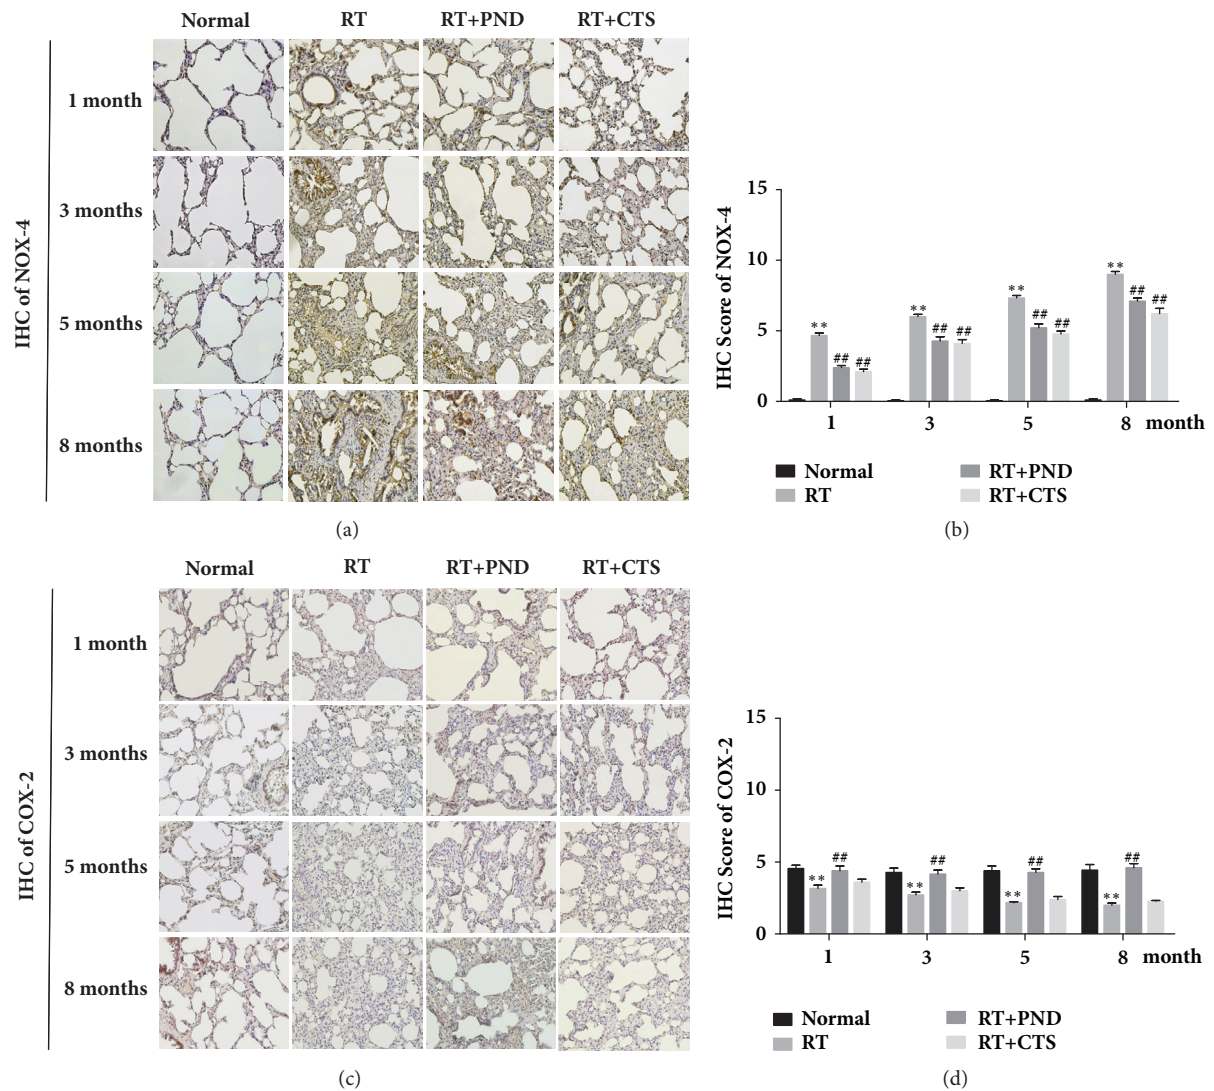 Normal RT RT+PND RT+CTS
IHC of NOX-4
1 month
3 months
5 months
8 months
(a)
IHC Score of NOX-4
15
10
5
0
** ## ##
** ## ##
** ## ##
** ## ##
1 3 5 8 month
Normal RT+PND
RT RT+CTS
(b)
Normal RT RT+PND RT+CTS
IHC of COX-2
1 month
3 months
5 months
8 months
(c)
IHC Score of COX-2
15
10
5
0
** ##
** ##
** ##
** ##
1 3 5 8 month
Normal RT+PND
RT RT+CTS
(d)